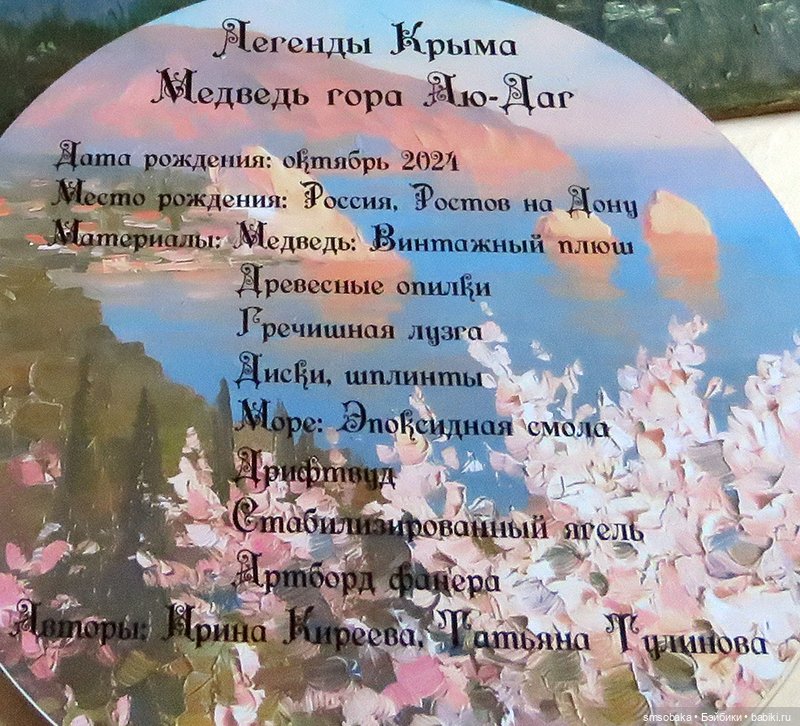 Легенды Крыма
Медведь гора Аю-Даг
Дата рождения: октябрь 2024
Место рождения: Россия, Ростов на Дону
Материалы: Медведь: Винтажный плюш
Древесные опилки
Гречишная лузга
Диски, шплинты
Море: Эпоксидная смола
Дрифтвуд
Стабилизированный ягель
Артборд фанера
Авторы: Ирина Киреева, Татьяна Тулинова
smsobaka • Бэйбики • babiki.ru